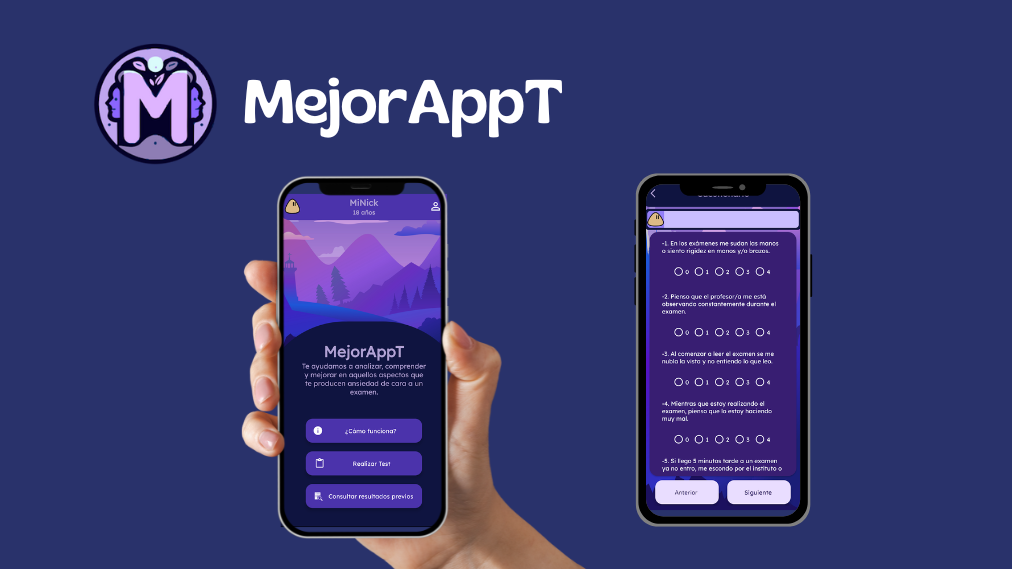 M
MejorAppT
MiNick
18 años
MejorAppT
Te ayudamos a analizar, comprender
y mejorar en aquellos aspectos que
te producen ansiedad de cara a un
examen.
¿Cómo funciona?
Realizar Test
Consultar resultados previos
-1. En los exámenes me sudan las manos
o siento rigidez en manos y/o brazos.
0 1 2 3 4
-2. Pienso que el profesor/a me está
observando constantemente durante el
examen.
0 1 2 3 4
-3. Al comenzar a leer el examen se me
nubla la vista y no entiendo lo que leo.
0 1 2 3 4
-4. Mientras que estoy realizando el
examen, pienso que lo estoy haciendo
muy mal.
0 1 2 3 4
-5. Si llego 5 minutos tarde a un examen
ya no entro, me escondo por el instituto o
Anterior
Siguiente